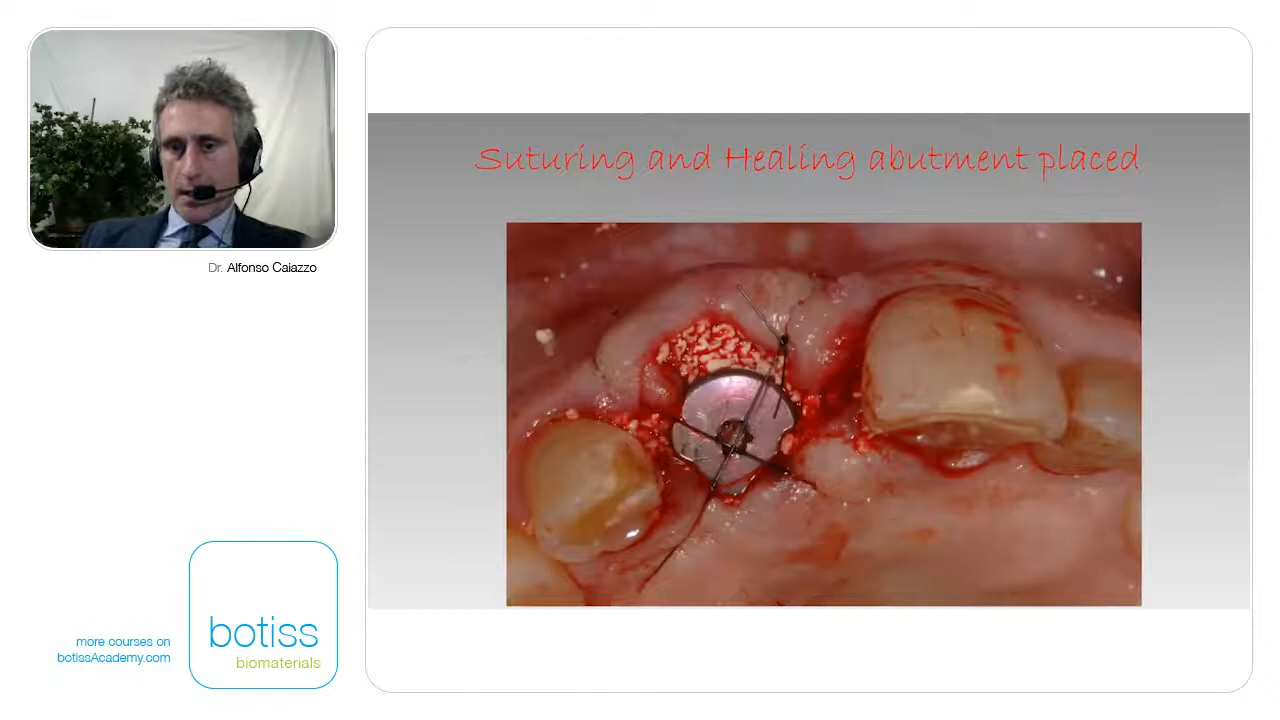 Suturing and Healing abutment placed
Dr. Alfonso Caiazzo
botiss
biomaterials
more courses on
botissAcademy.com